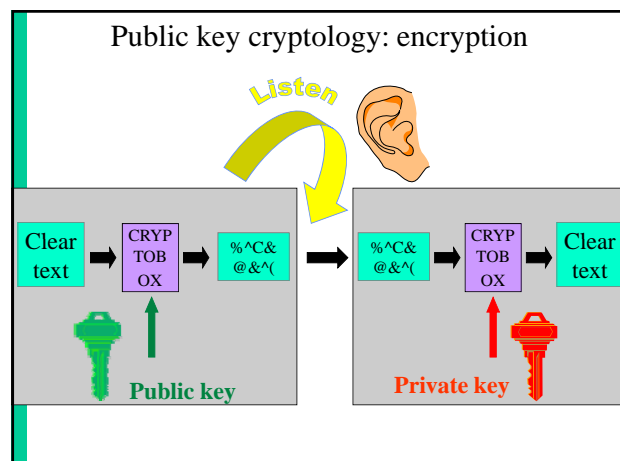 Public key cryptology: encryption
Listen
Clear
text
CRYP
TOB
OX
%^C&
@&^(
%^C&
@&^(
CRYP
TOB
OX
Clear
text
Public key
Private key